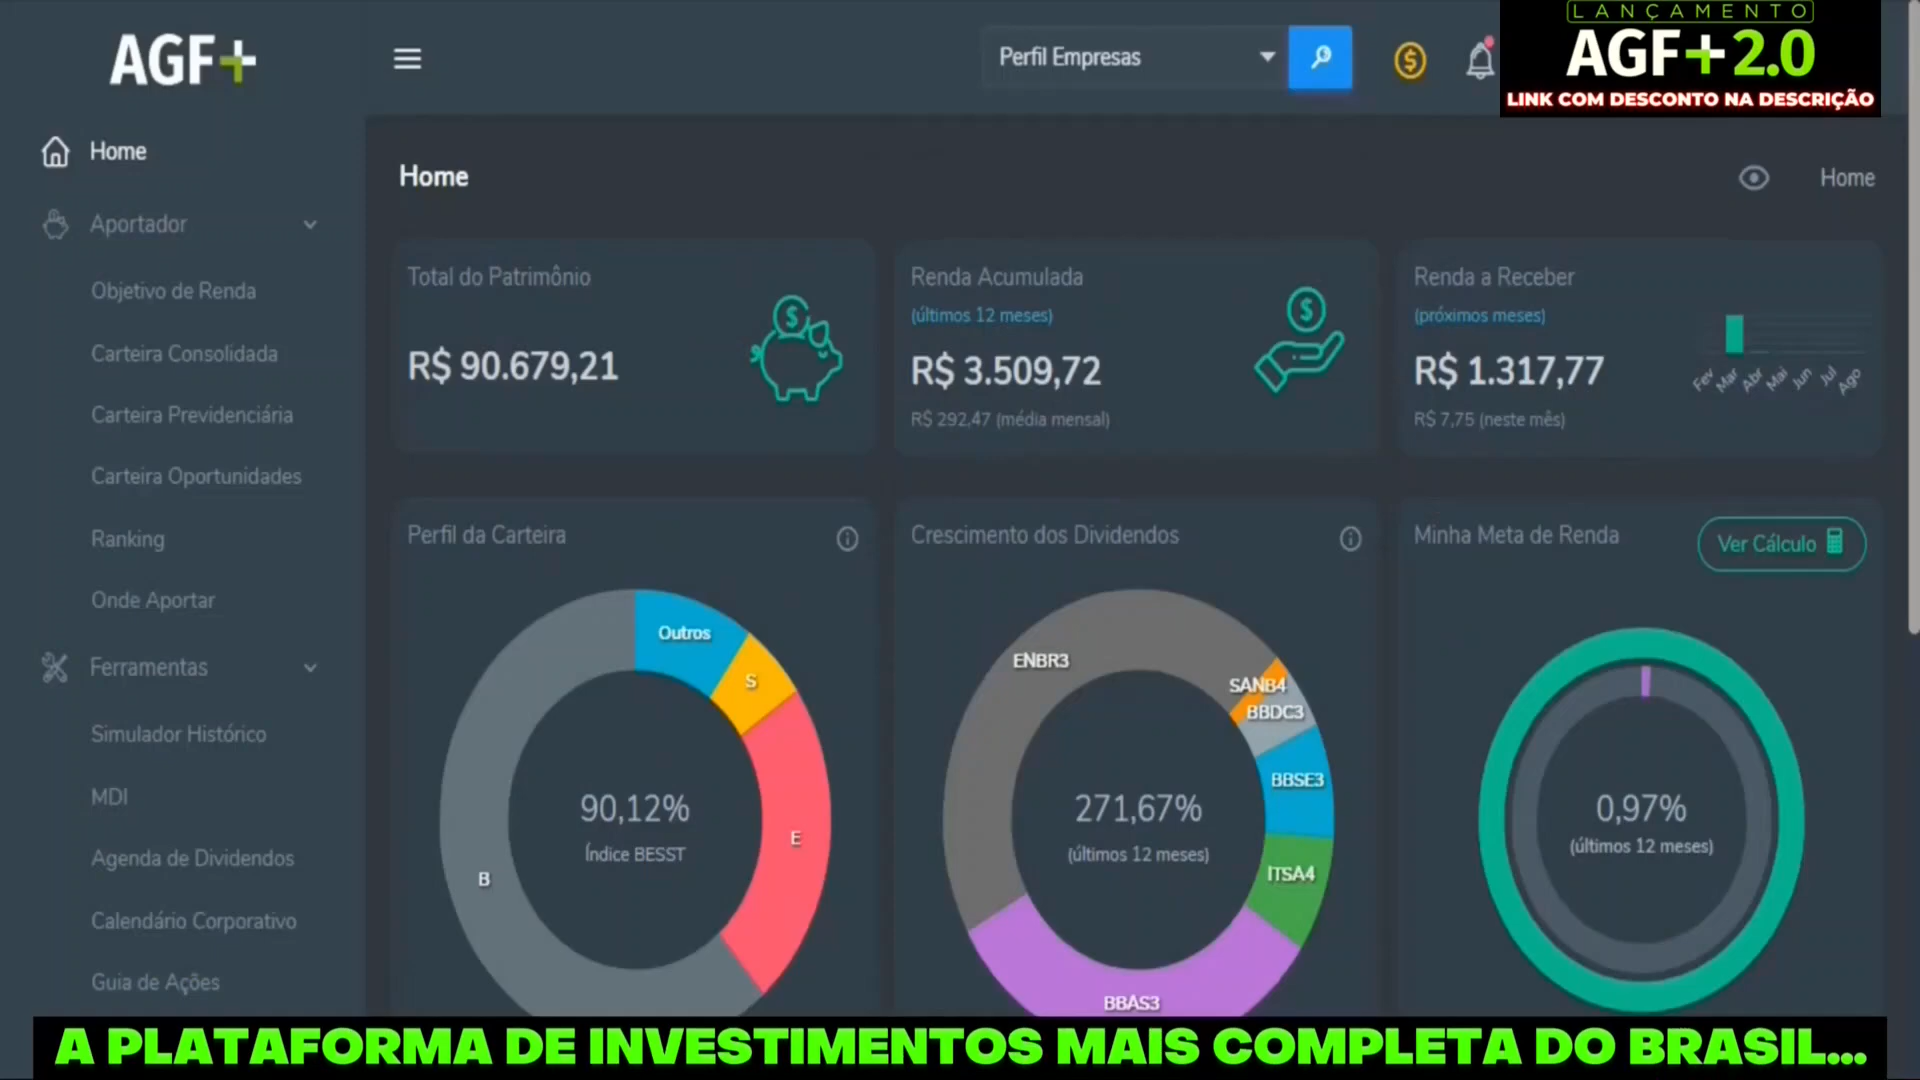 AGF+
Perfil Empresas
LANÇAMENTO
AGF+2.0
LINK COM DESCONTO NA DESCRIÇÃO
Home
Aportador
Objetivo de Renda
Carteira Consolidada
Carteira Previdenciária
Carteira Oportunidades
Ranking
Onde Aportar
Ferramentas
Simulador Histórico
MDI
Agenda de Dividendos
Calendário Corporativo
Guia de Ações
Home
Home
Total do Patrimônio
R$ 90.679,21
Renda Acumulada
(últimos 12 meses)
R$ 3.509,72
R$ 292,47 (média mensal)
Renda a Receber
(próximos meses)
R$ 1.317,77
R$ 7,75 (neste mês)
Fev Mar Abr Mai Jun Jul Ago
Perfil da Carteira
Outros
S
E
B
90,12%
Índice BESST
Crescimento dos Dividendos
ENBR3
SANB4
BBDC3
BBSE3
ITSA4
BBAS3
271,67%
(últimos 12 meses)
Minha Meta de Renda
Ver Cálculo
0,97%
(últimos 12 meses)
A PLATAFORMA DE INVESTIMENTOS MAIS COMPLETA DO BRASIL...